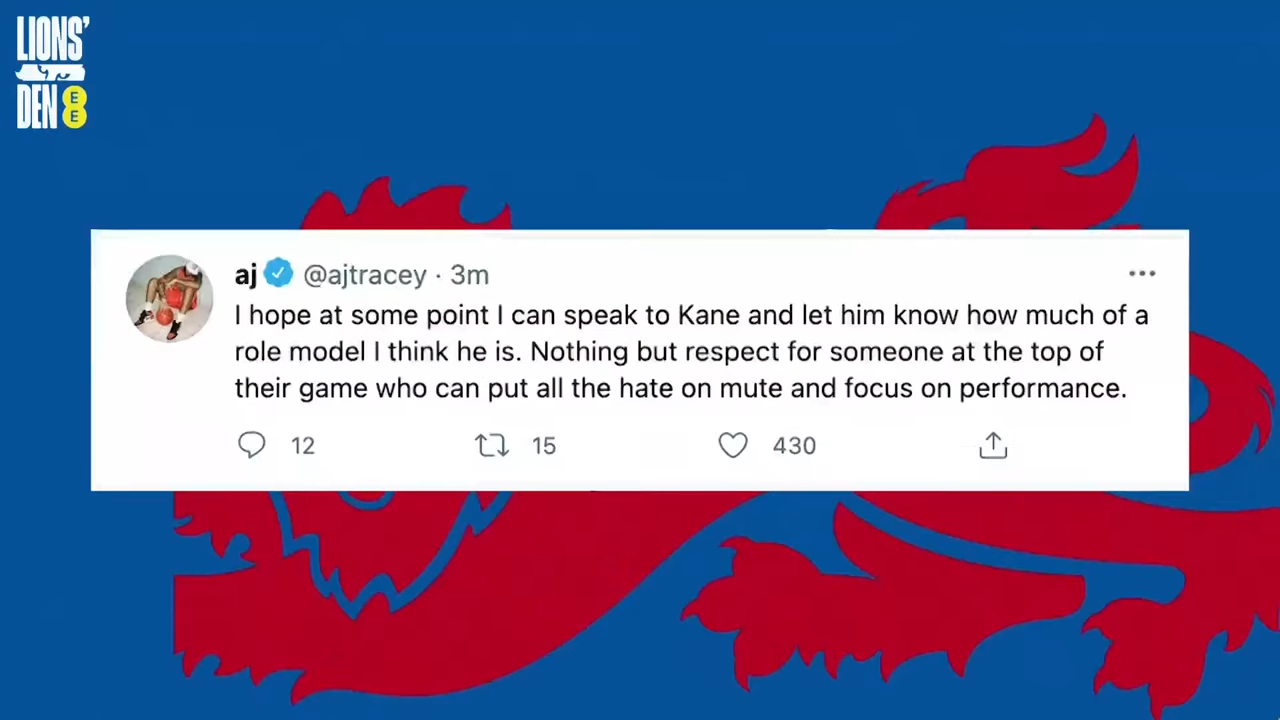 LIONS'
DEN EE
aj @ajtracey · 3m
I hope at some point I can speak to Kane and let him know how much of a
role model I think he is. Nothing but respect for someone at the top of
their game who can put all the hate on mute and focus on performance.
12 15 430